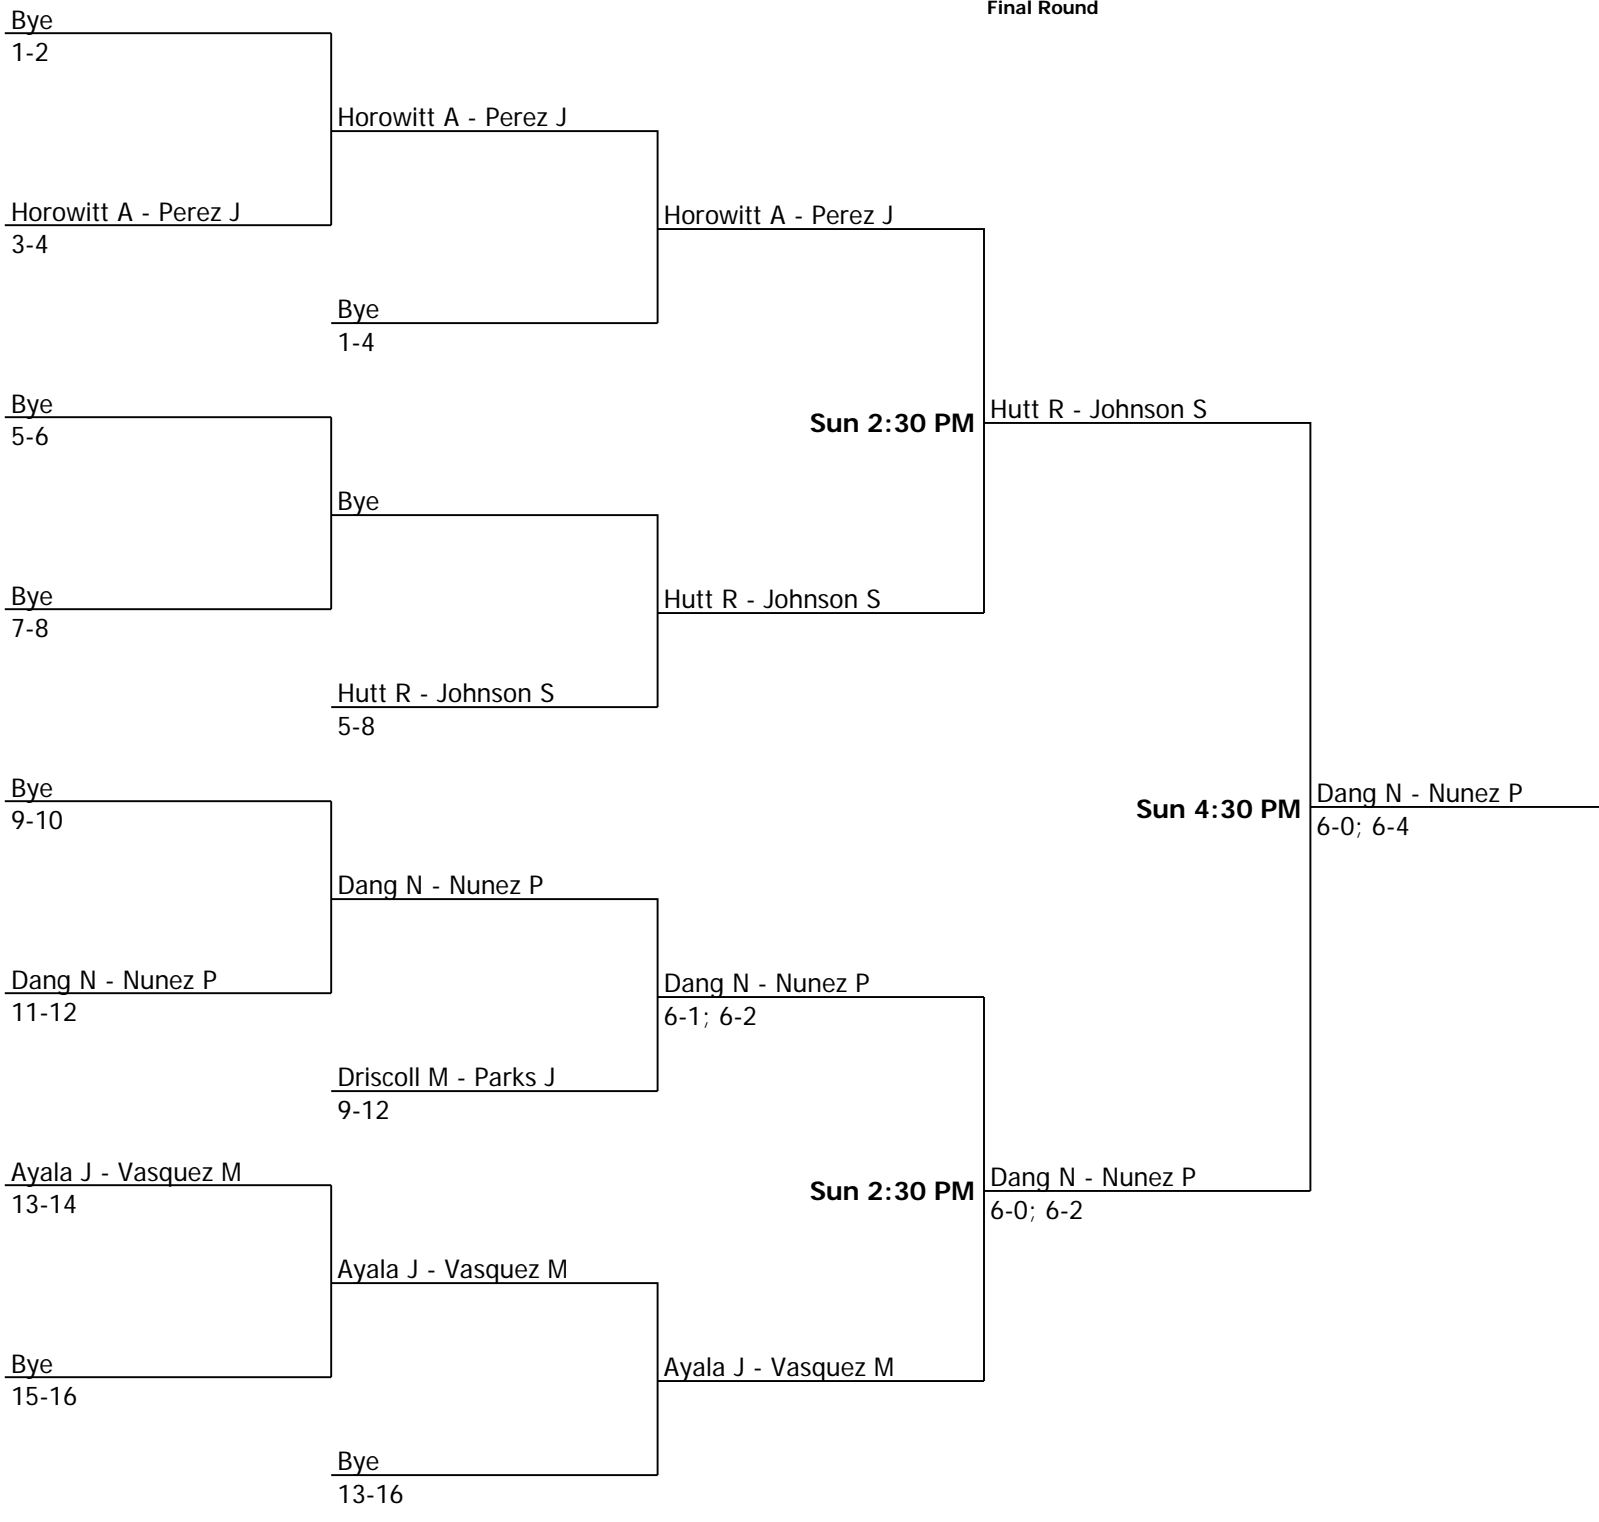 Final Round
Bye
1-2
Horowitt A - Perez J
Horowitt A - Perez J
3-4
Horowitt A - Perez J
Bye
1-4
Bye
5-6
Sun 2:30 PM
Hutt R - Johnson S
Bye
Bye
7-8
Hutt R - Johnson S
Hutt R - Johnson S
5-8
Bye
9-10
Sun 4:30 PM
Dang N - Nunez P
6-0; 6-4
Dang N - Nunez P
Dang N - Nunez P
11-12
Dang N - Nunez P
6-1; 6-2
Driscoll M - Parks J
9-12
Ayala J - Vasquez M
13-14
Sun 2:30 PM
Dang N - Nunez P
6-0; 6-2
Ayala J - Vasquez M
Bye
15-16
Ayala J - Vasquez M
Bye
13-16